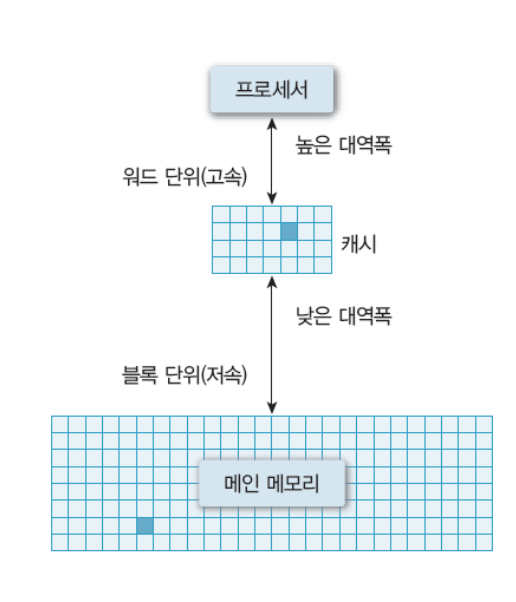 프로세서
높은 대역폭
워드 단위(고속)
캐시
낮은 대역폭
블록 단위(저속)
메인 메모리